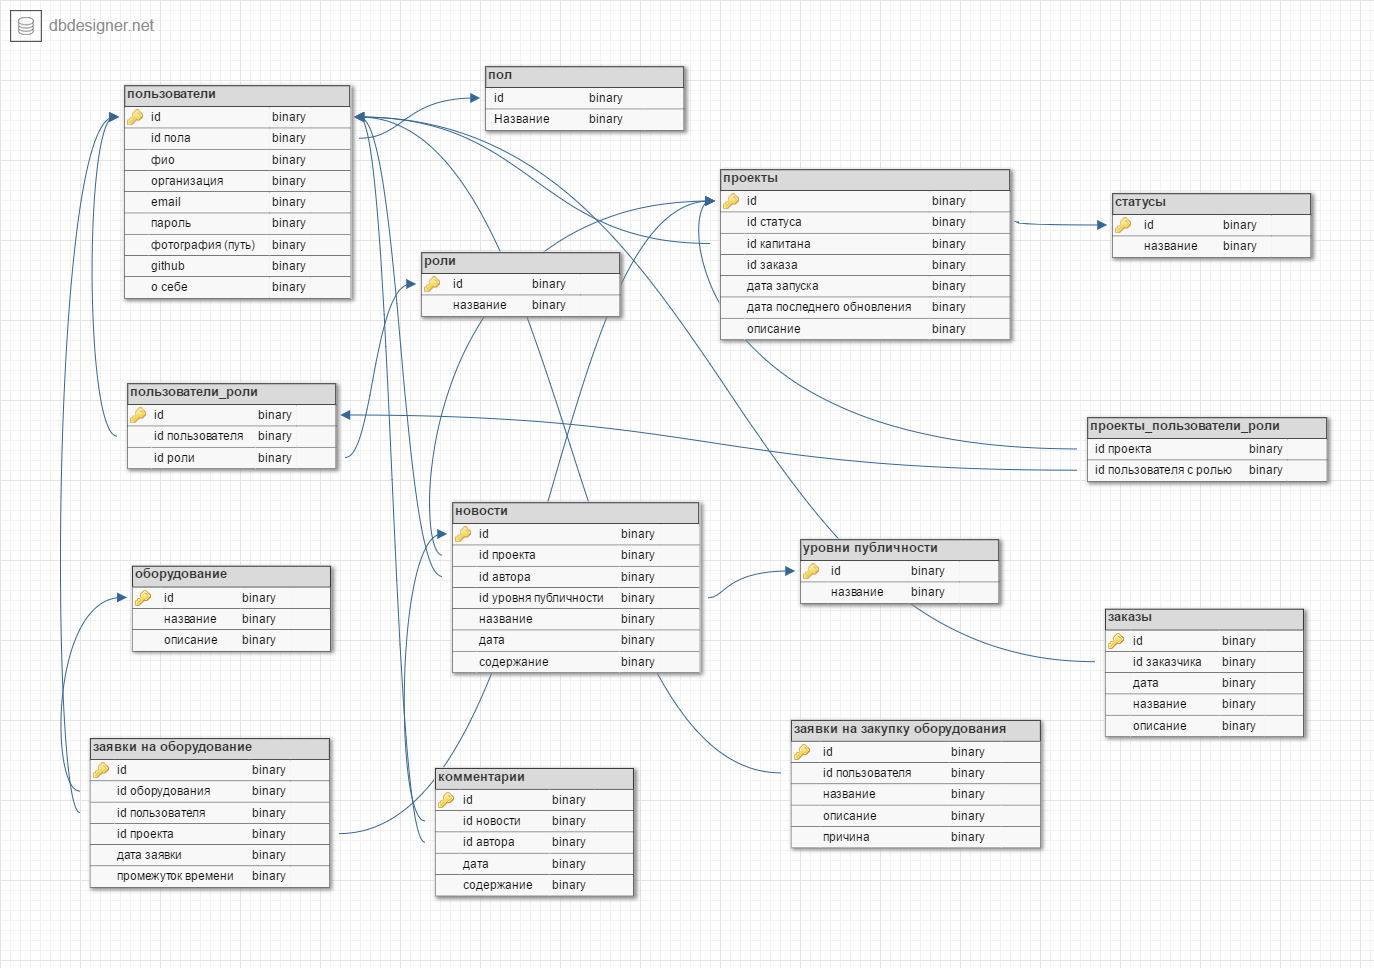 dbdesigner.net
пользователи
id binary
id пола binary
фио binary
организация binary
email binary
пароль binary
фотография (путь) binary
github binary
о себе binary
пол
id binary
Название binary
проекты
id binary
id статуса binary
id капитана binary
id заказа binary
дата запуска binary
дата последнего обновления binary
описание binary
статусы
id binary
название binary
роли
id binary
название binary
пользователи_роли
id binary
id пользователя binary
id роли binary
проекты_пользователи_роли
id проекта binary
id пользователя с ролью binary
новости
id binary
id проекта binary
id автора binary
id уровня публичности binary
название binary
дата binary
содержание binary
уровни публичности
id binary
название binary
оборудование
id binary
название binary
описание binary
заказы
id binary
id заказчика binary
дата binary
название binary
описание binary
заявки на оборудование
id binary
id оборудования binary
id пользователя binary
id проекта binary
дата заявки binary
промежуток времени binary
комментарии
id binary
id новости binary
id автора binary
дата binary
содержание binary
заявки на закупку оборудования
id binary
id пользователя binary
название binary
описание binary
причина binary